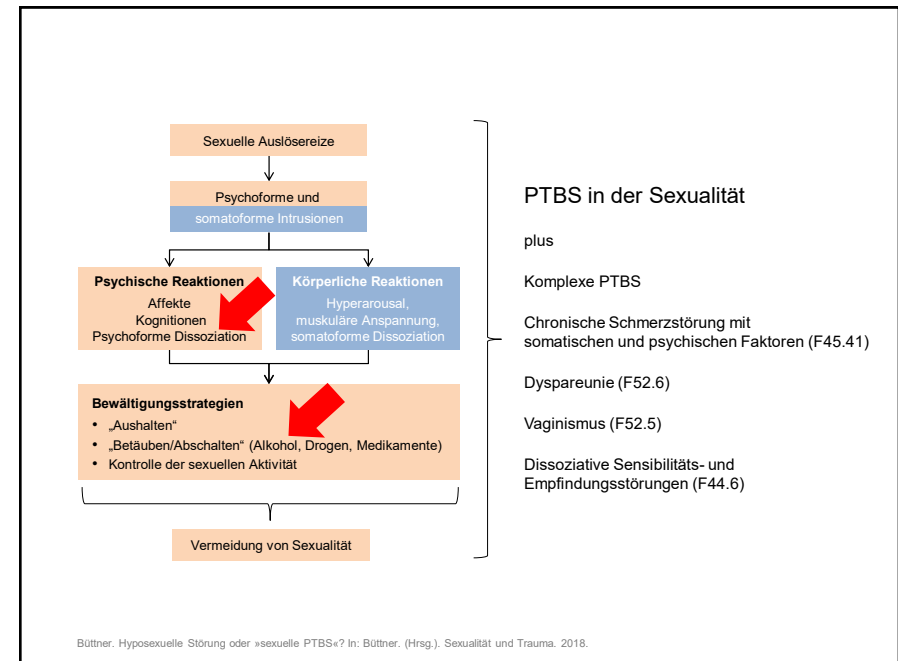 Sexuelle Auslösereize
Psychoforme und
somatoforme Intrusionen
Psychische Reaktionen
Affekte
Kognitionen
Psychoforme Dissoziation
Körperliche Reaktionen
Hyperarousal,
muskuläre Anspannung,
somatoforme Dissoziation
Bewältigungsstrategien
• „Aushalten“
• „Betäuben/Abschalten“ (Alkohol, Drogen, Medikamente)
• Kontrolle der sexuellen Aktivität
Vermeidung von Sexualität
PTBS in der Sexualität
plus
Komplexe PTBS
Chronische Schmerzstörung mit
somatischen und psychischen Faktoren (F45.41)
Dyspareunie (F52.6)
Vaginismus (F52.5)
Dissoziative Sensibilitäts- und
Empfindungsstörungen (F44.6)
Büttner. Hyposexuelle Störung oder »sexuelle PTBS«? In: Büttner. (Hrsg.). Sexualität und Trauma. 2018.